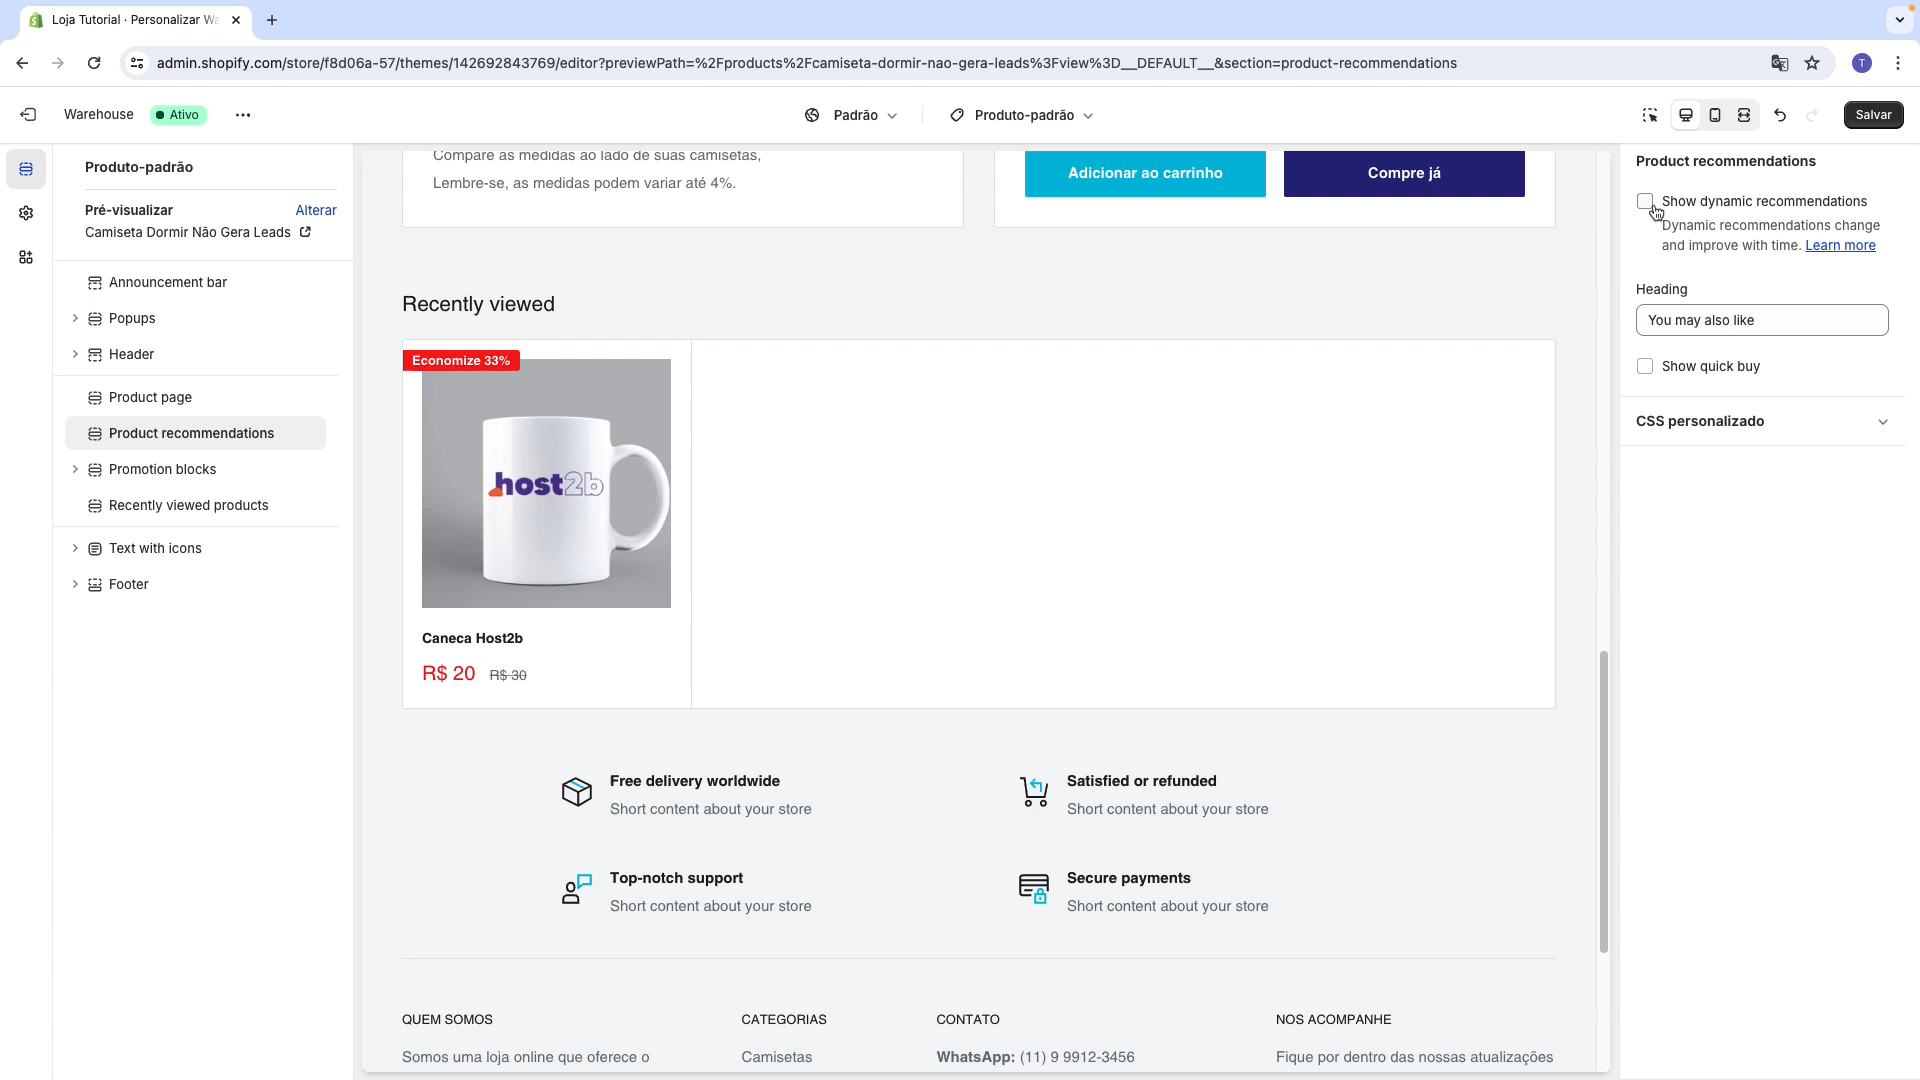 Loja Tutorial · Personalizar Wa
admin.shopify.com/store/f8d06a-57/themes/142692843769/editor?previewPath=%2Fproducts%2Fcamiseta-dormir-nao-gera-leads%3Fview%3D__DEFAULT__&section=product-recommendations
T
Warehouse
Ativo
Padrão
Produto-padrão
Salvar
Produto-padrão
Pré-visualizar
Alterar
Camiseta Dormir Não Gera Leads
Announcement bar
Popups
Header
Product page
Product recommendations
Promotion blocks
Recently viewed products
Text with icons
Footer
Compare as medidas ao lado de suas camisetas,
Lembre-se, as medidas podem variar até 4%.
Adicionar ao carrinho
Compre já
Recently viewed
Economize 33%
host2b
Caneca Host2b
R$ 20 R$ 30
Free delivery worldwide
Short content about your store
Satisfied or refunded
Short content about your store
Top-notch support
Short content about your store
Secure payments
Short content about your store
QUEM SOMOS
Somos uma loja online que oferece o
CATEGORIAS
Camisetas
CONTATO
WhatsApp: (11) 9 9912-3456
NOS ACOMPANHE
Fique por dentro das nossas atualizações
Product recommendations
Show dynamic recommendations
Dynamic recommendations change
and improve with time. Learn more
Heading
You may also like
Show quick buy
CSS personalizado